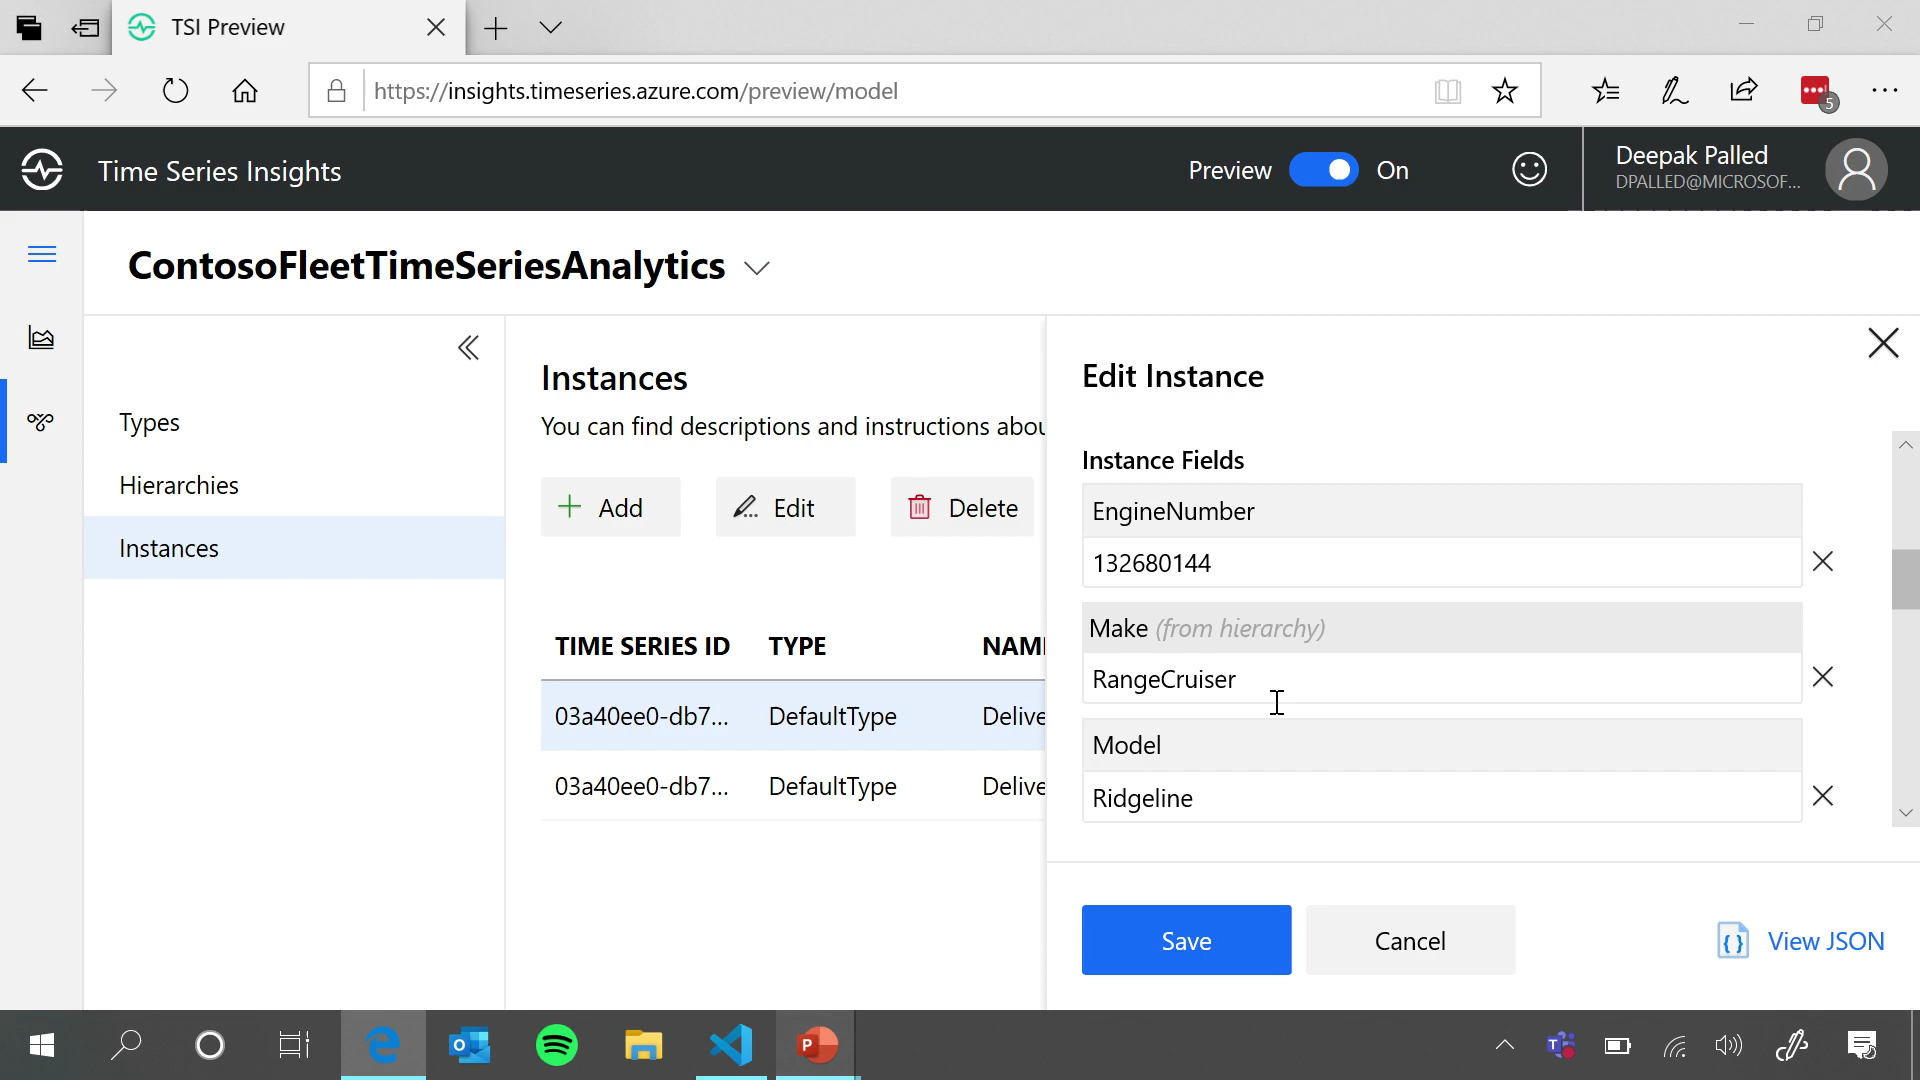 TSI Preview
https://insights.timeseries.azure.com/preview/model
5
Time Series Insights
Preview On
Deepak Palled
DPALLED@MICROSOF...
ContosoFleetTimeSeriesAnalytics
Types
Hierarchies
Instances
Instances
You can find descriptions and instructions abou
Add Edit Delete
TIME SERIES ID TYPE NAM
03a40ee0-db7... DefaultType Delive
03a40ee0-db7... DefaultType Delive
Edit Instance
Instance Fields
EngineNumber
132680144
Make (from hierarchy)
RangeCruiser
Model
Ridgeline
Save Cancel View JSON